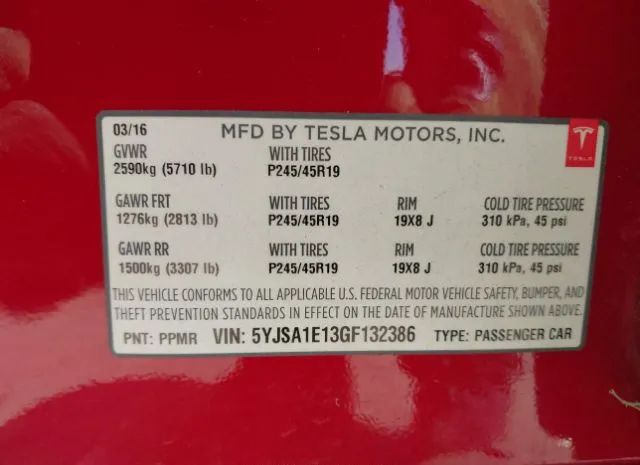 03/16 MFD BY TESLA MOTORS, INC.
TESLA
GVWR WITH TIRES
2590kg (5710 lb) P245/45R19
GAWR FRT WITH TIRES RIM COLD TIRE PRESSURE
1276kg (2813 lb) P245/45R19 19X8 J 310 kPa, 45 psi
GAWR RR WITH TIRES RIM COLD TIRE PRESSURE
1500kg (3307 lb) P245/45R19 19X8 J 310 kPa, 45 psi
THIS VEHICLE CONFORMS TO ALL APPLICABLE U.S. FEDERAL MOTOR VEHICLE SAFETY, BUMPER, AND
THEFT PREVENTION STANDARDS IN EFFECT ON THE DATE OF MANUFACTURE SHOWN ABOVE.
PNT: PPMR VIN: 5YJSA1E13GF132386 TYPE: PASSENGER CAR